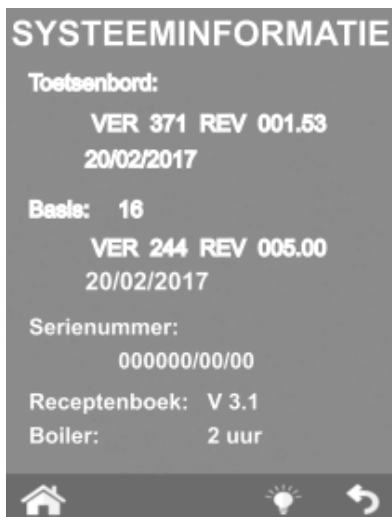 SYSTEEMINFORMATIE
Toetsenbord:
VER 371 REV 001.53
20/02/2017
Basis: 16
VER 244 REV 005.00
20/02/2017
Serienummer:
000000/00/00
Receptenboek: V 3.1
Boiler: 2 uur